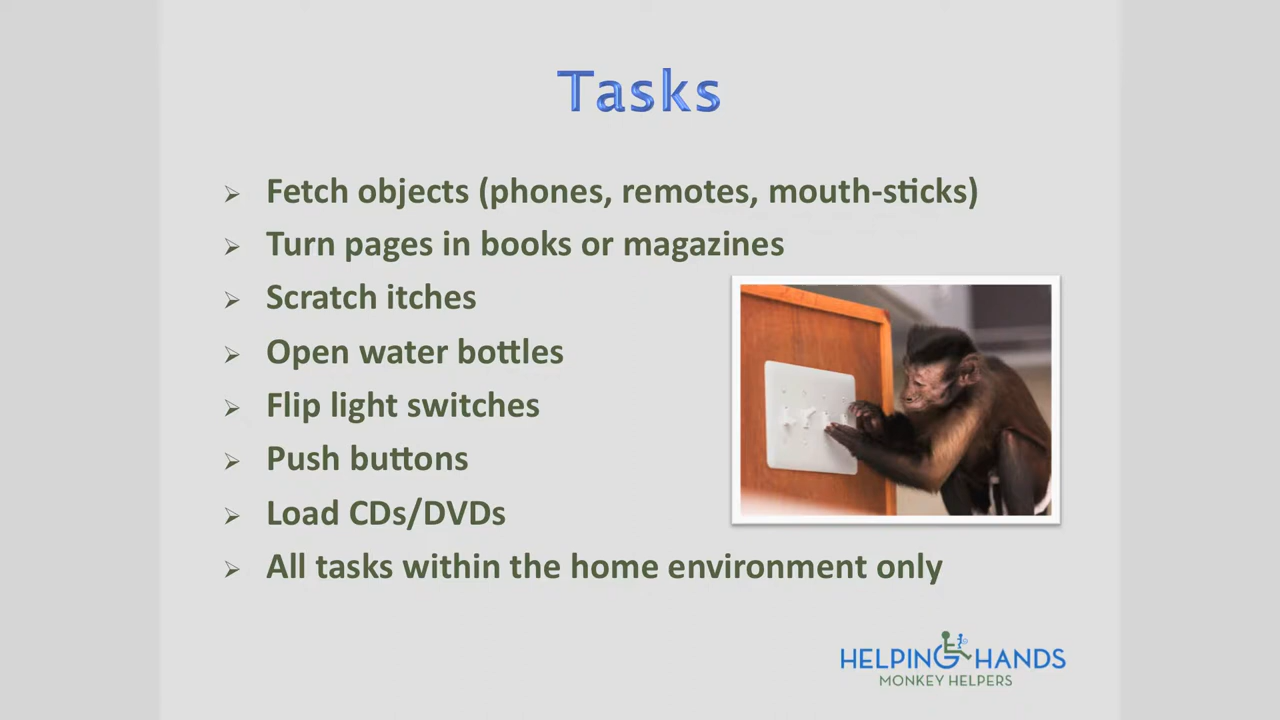 Tasks
Fetch objects (phones, remotes, mouth-sticks)
Turn pages in books or magazines
Scratch itches
Open water bottles
Flip light switches
Push buttons
Load CDs/DVDs
All tasks within the home environment only
HELPING HANDS
MONKEY HELPERS